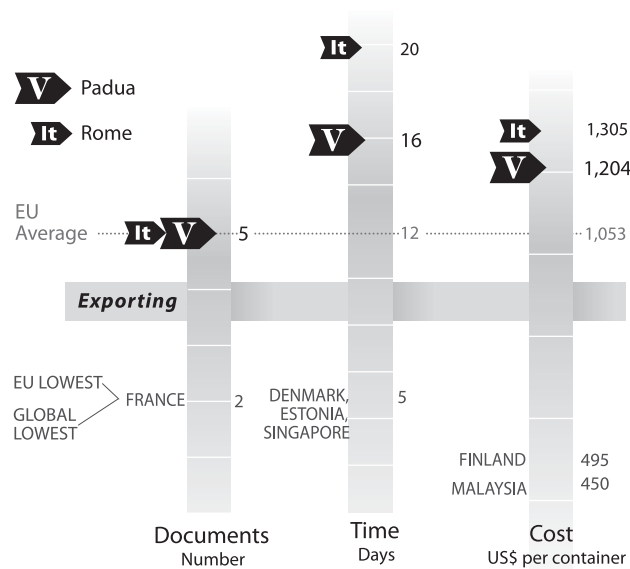 It
20
V Padua
It Rome
V
16
It
1,305
V
1,204
EU
Average
It V 5
12
1,053
Exporting
EU LOWEST
GLOBAL
LOWEST
FRANCE
2
DENMARK,
ESTONIA,
SINGAPORE
5
FINLAND 495
MALAYSIA 450
Documents
Number
Time
Days
Cost
US$ per container